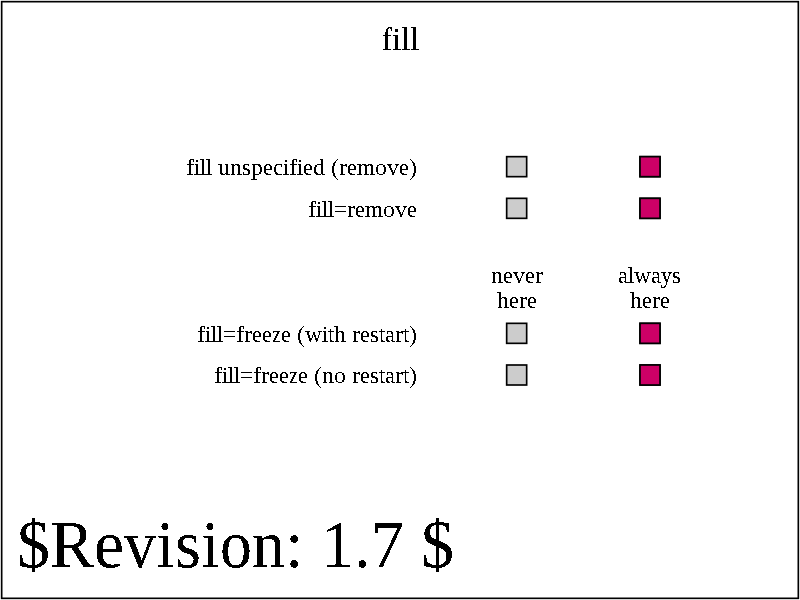 fill
fill unspecified (remove)
fill=remove
never
here
always
here
fill=freeze (with restart)
fill=freeze (no restart)
$Revision: 1.7 $